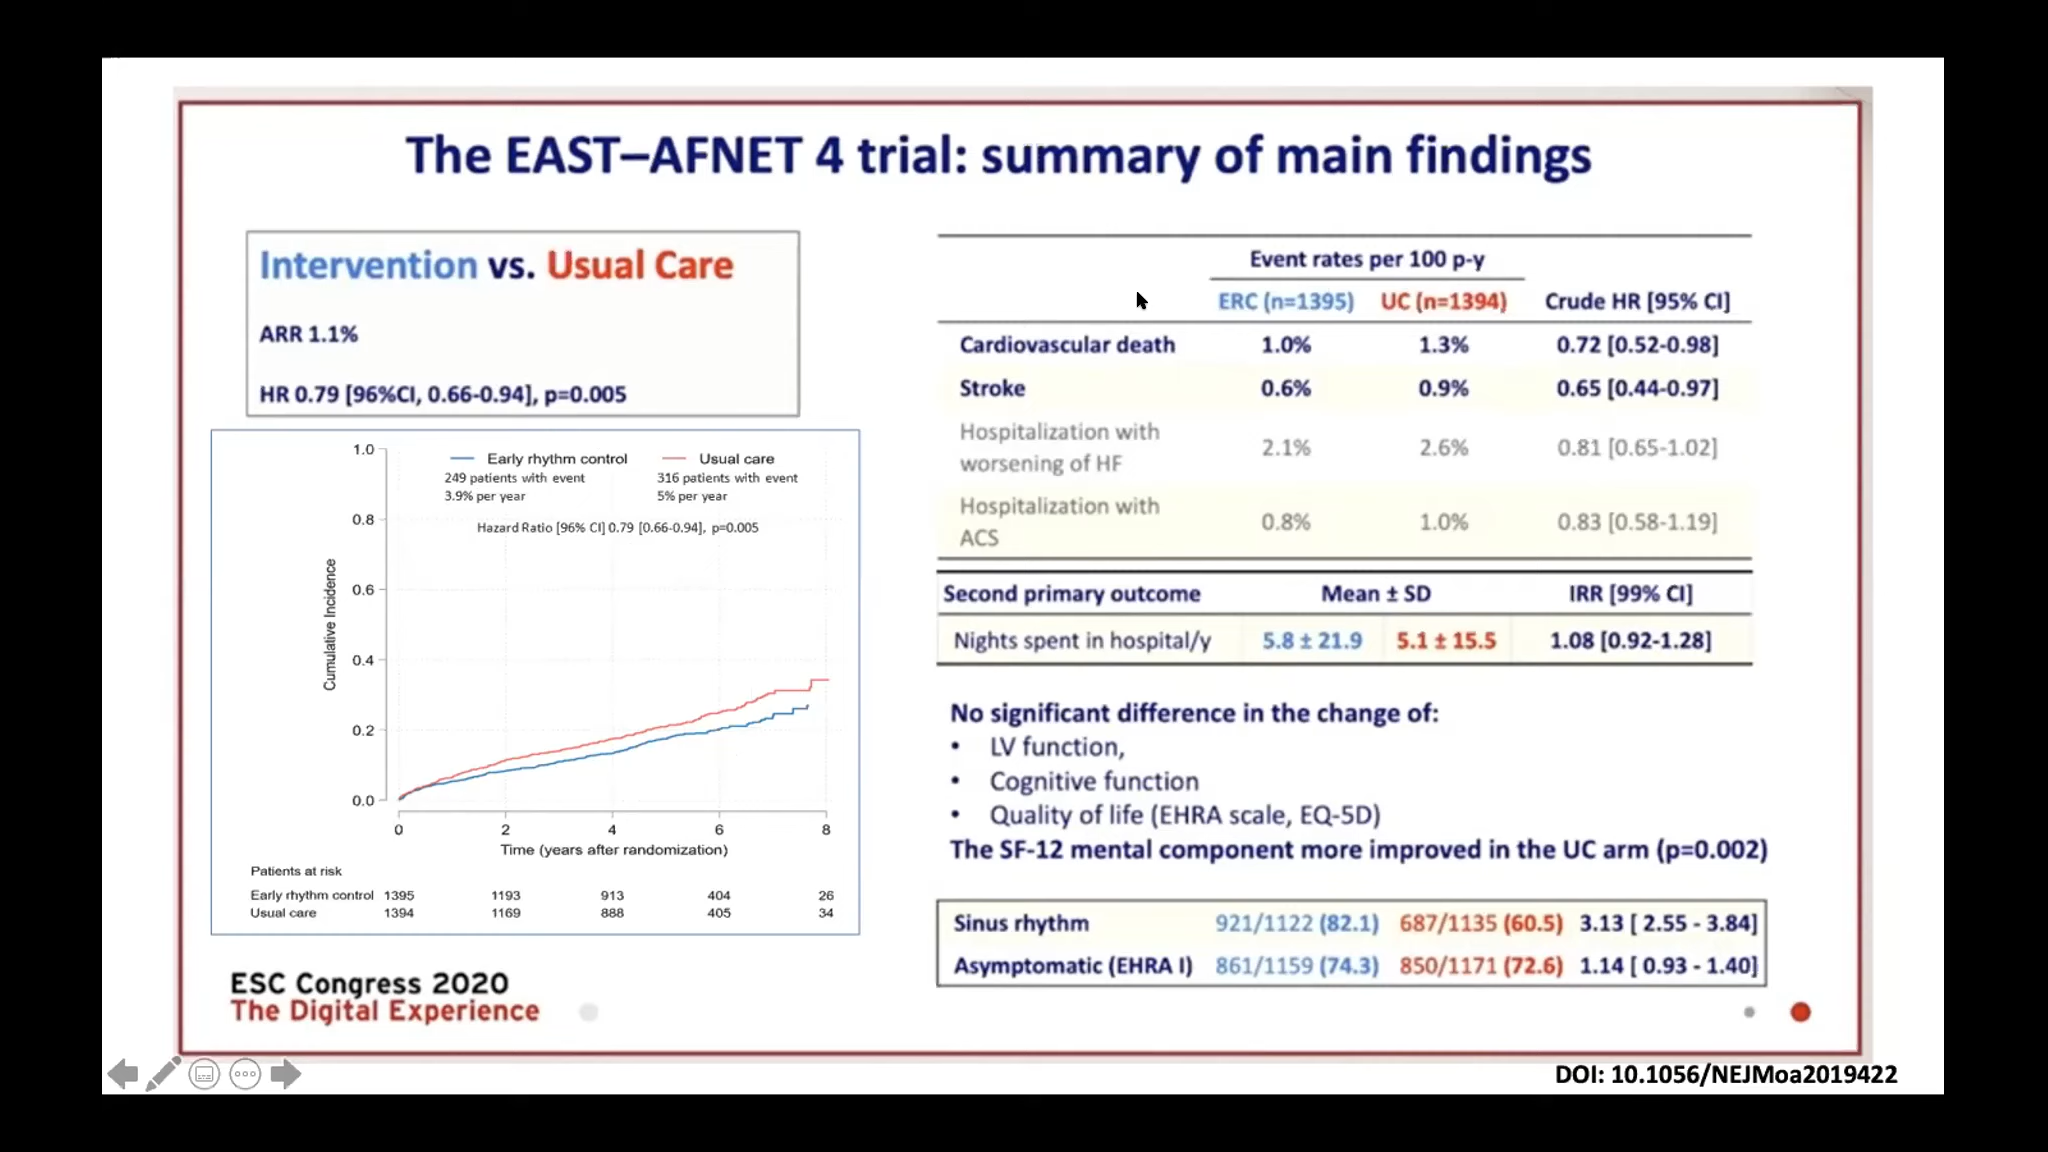 The EAST–AFNET 4 trial: summary of main findings
Intervention vs. Usual Care
ARR 1.1%
HR 0.79 [96%CI, 0.66-0.94], p=0.005
1.0
0.8
0.6
0.4
0.2
0.0
Cumulative Incidence
Early rhythm control Usual care
249 patients with event 316 patients with event
3.9% per year 5% per year
Hazard Ratio [96% CI] 0.79 [0.66-0.94], p=0.005
0 2 4 6 8
Time (years after randomization)
Patients at risk
Early rhythm control 1395 1193 913 404 26
Usual care 1394 1169 888 405 34
Event rates per 100 p-y
ERC (n=1395) UC (n=1394) Crude HR [95% CI]
Cardiovascular death 1.0% 1.3% 0.72 [0.52-0.98]
Stroke 0.6% 0.9% 0.65 [0.44-0.97]
Hospitalization with
worsening of HF 2.1% 2.6% 0.81 [0.65-1.02]
Hospitalization with
ACS 0.8% 1.0% 0.83 [0.58-1.19]
Second primary outcome Mean ± SD IRR [99% CI]
Nights spent in hospital/y 5.8 ± 21.9 5.1 ± 15.5 1.08 [0.92-1.28]
No significant difference in the change of:
• LV function,
• Cognitive function
• Quality of life (EHRA scale, EQ-5D)
The SF-12 mental component more improved in the UC arm (p=0.002)
Sinus rhythm 921/1122 (82.1) 687/1135 (60.5) 3.13 [ 2.55 - 3.84]
Asymptomatic (EHRA I) 861/1159 (74.3) 850/1171 (72.6) 1.14 [ 0.93 - 1.40]
ESC Congress 2020
The Digital Experience
DOI: 10.1056/NEJMoa2019422